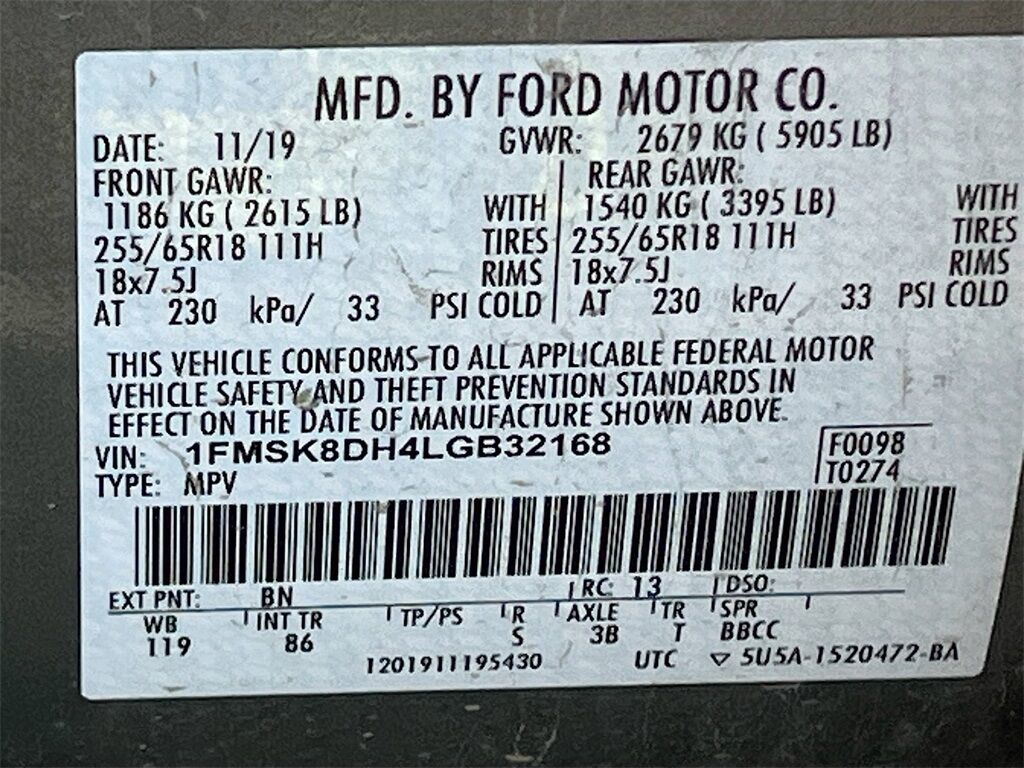 MFD. BY FORD MOTOR CO.
DATE: 11/19 GVWR: 2679 KG ( 5905 LB)
FRONT GAWR: REAR GAWR:
1186 KG ( 2615 LB) WITH 1540 KG ( 3395 LB) WITH
255/65R18 111H TIRES 255/65R18 111H TIRES
18x7.5J RIMS 18x7.5J RIMS
AT 230 kPa/ 33 PSI COLD AT 230 kPa/ 33 PSI COLD
THIS VEHICLE CONFORMS TO ALL APPLICABLE FEDERAL MOTOR
VEHICLE SAFETY AND THEFT PREVENTION STANDARDS IN
EFFECT ON THE DATE OF MANUFACTURE SHOWN ABOVE.
VIN: 1FMSK8DH4LGB32168 F0098
TYPE: MPV T0274
EXT PNT: BN RC: 13 DSO:
WB INT TR TP/PS R AXLE TR SPR
119 86 S 3B T BBCC
1201911195430 UTC ▽ 5U5A-1520472-BA